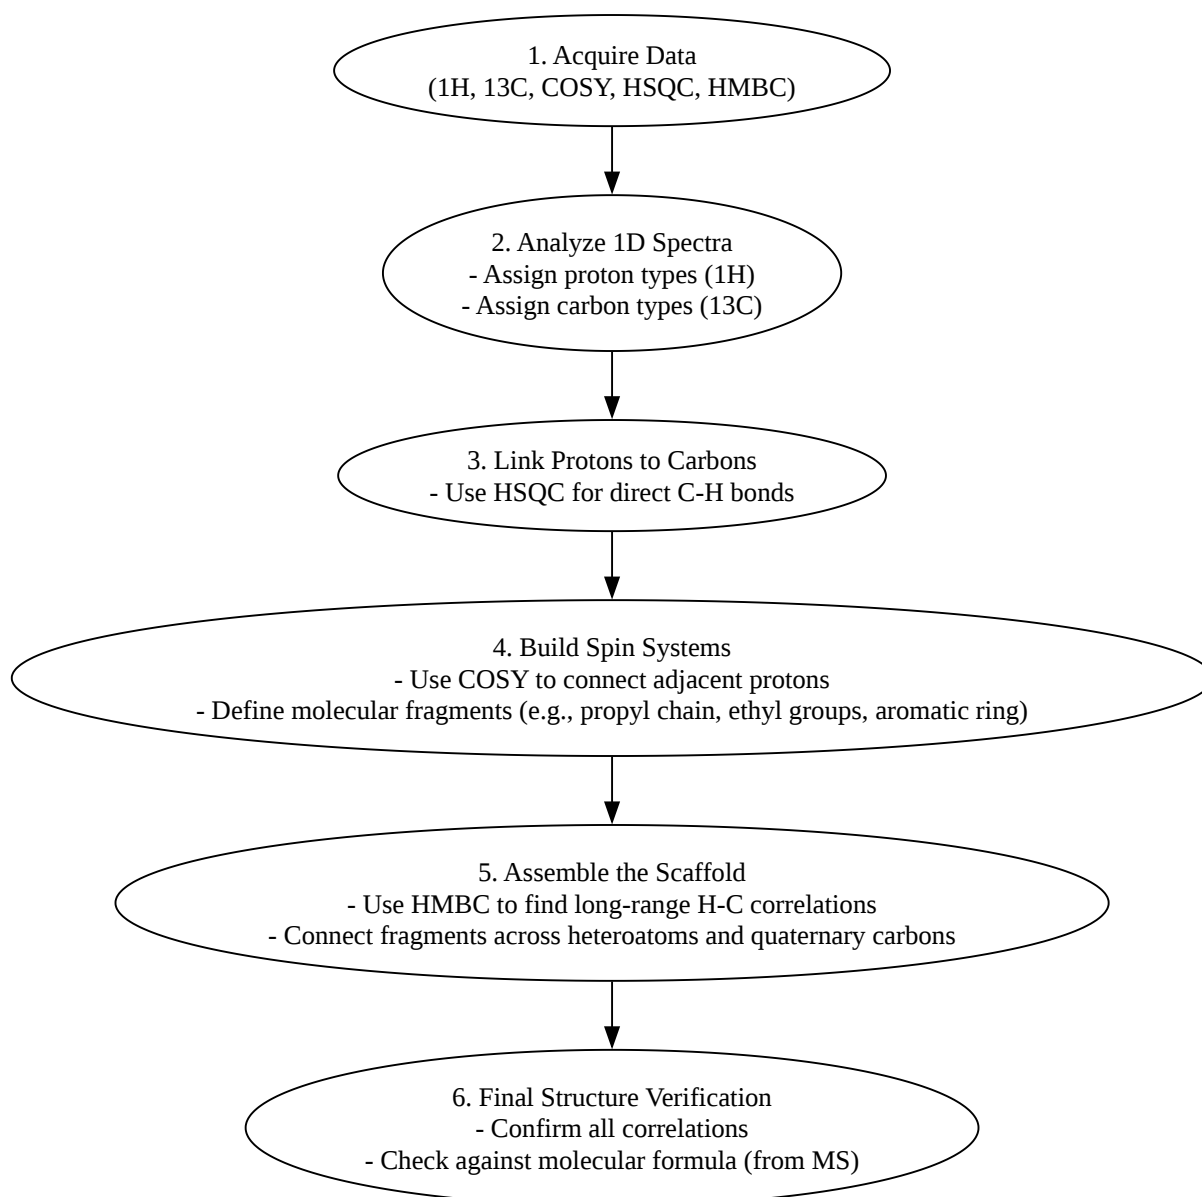 1. Acquire Data
(1H, 13C, COSY, HSQC, HMBC)
2. Analyze 1D Spectra
- Assign proton types (1H)
- Assign carbon types (13C)
3. Link Protons to Carbons
- Use HSQC for direct C-H bonds
4. Build Spin Systems
- Use COSY to connect adjacent protons
- Define molecular fragments (e.g., propyl chain, ethyl groups, aromatic ring)
5. Assemble the Scaffold
- Use HMBC to find long-range H-C correlations
- Connect fragments across heteroatoms and quaternary carbons
6. Final Structure Verification
- Confirm all correlations
- Check against molecular formula (from MS)